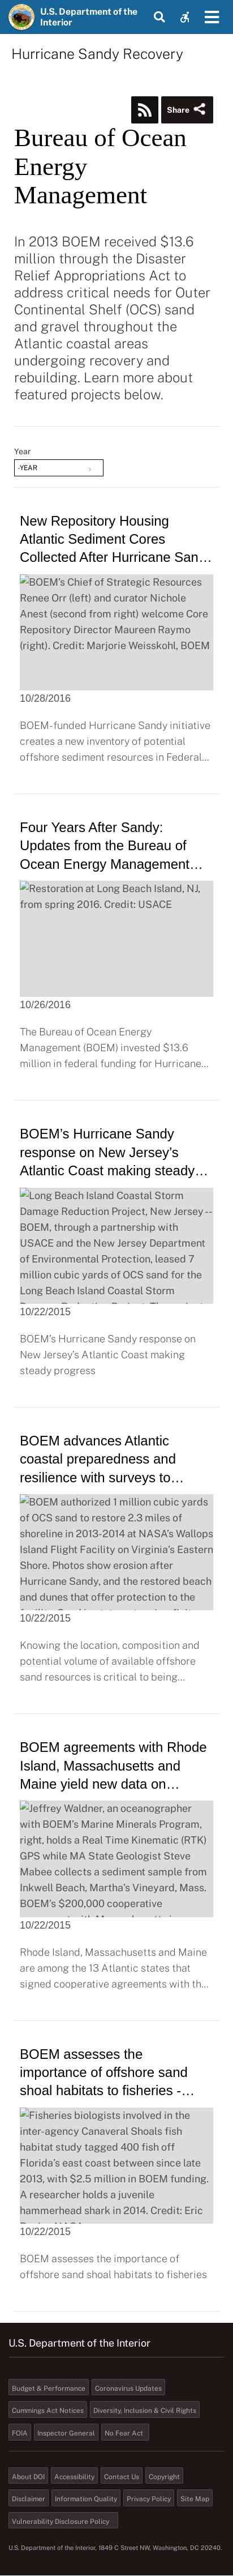 U.S. Department of the
Interior
Hurricane Sandy Recovery
Share
Bureau of Ocean
Energy
Management
In 2013 BOEM received $13.6
million through the Disaster
Relief Appropriations Act to
address critical needs for Outer
Continental Shelf (OCS) sand
and gravel throughout the
Atlantic coastal areas
undergoing recovery and
rebuilding. Learn more about
featured projects below.
Year
-YEAR
New Repository Housing
Atlantic Sediment Cores
Collected After Hurricane San…
BOEM’s Chief of Strategic Resources
Renee Orr (left) and curator Nichole
Anest (second from right) welcome Core
Repository Director Maureen Raymo
(right). Credit: Marjorie Weisskohl, BOEM
10/28/2016
BOEM-funded Hurricane Sandy initiative
creates a new inventory of potential
offshore sediment resources in Federal…
Four Years After Sandy:
Updates from the Bureau of
Ocean Energy Management…
Restoration at Long Beach Island, NJ,
from spring 2016. Credit: USACE
10/26/2016
The Bureau of Ocean Energy
Management (BOEM) invested $13.6
million in federal funding for Hurricane…
BOEM’s Hurricane Sandy
response on New Jersey’s
Atlantic Coast making steady…
Long Beach Island Coastal Storm
Damage Reduction Project, New Jersey --
BOEM, through a partnership with
USACE and the New Jersey Department
of Environmental Protection, leased 7
million cubic yards of OCS sand for the
Long Beach Island Coastal Storm
10/22/2015
BOEM’s Hurricane Sandy response on
New Jersey’s Atlantic Coast making
steady progress
BOEM advances Atlantic
coastal preparedness and
resilience with surveys to…
BOEM authorized 1 million cubic yards
of OCS sand to restore 2.3 miles of
shoreline in 2013-2014 at NASA’s Wallops
Island Flight Facility on Virginia’s Eastern
Shore. Photos show erosion after
Hurricane Sandy, and the restored beach
and dunes that offer protection to the
10/22/2015
Knowing the location, composition and
potential volume of available offshore
sand resources is critical to being…
BOEM agreements with Rhode
Island, Massachusetts and
Maine yield new data on…
Jeffrey Waldner, an oceanographer
with BOEM’s Marine Minerals Program,
right, holds a Real Time Kinematic (RTK)
GPS while MA State Geologist Steve
Mabee collects a sediment sample from
Inkwell Beach, Martha’s Vineyard, Mass.
BOEM’s $200,000 cooperative
10/22/2015
Rhode Island, Massachusetts and Maine
are among the 13 Atlantic states that
signed cooperative agreements with th…
BOEM assesses the
importance of offshore sand
shoal habitats to fisheries -…
Fisheries biologists involved in the
inter-agency Canaveral Shoals fish
habitat study tagged 400 fish off
Florida’s east coast between since late
2013, with $2.5 million in BOEM funding.
A researcher holds a juvenile
hammerhead shark in 2014. Credit: Eric
10/22/2015
BOEM assesses the importance of
offshore sand shoal habitats to fisheries
U.S. Department of the Interior
Budget & Performance Coronavirus Updates
Cummings Act Notices Diversity, Inclusion & Civil Rights
FOIA Inspector General No Fear Act
About DOI Accessibility Contact Us Copyright
Disclaimer Information Quality Privacy Policy Site Map
Vulnerability Disclosure Policy
U.S. Department of the Interior, 1849 C Street NW, Washington, DC 20240.